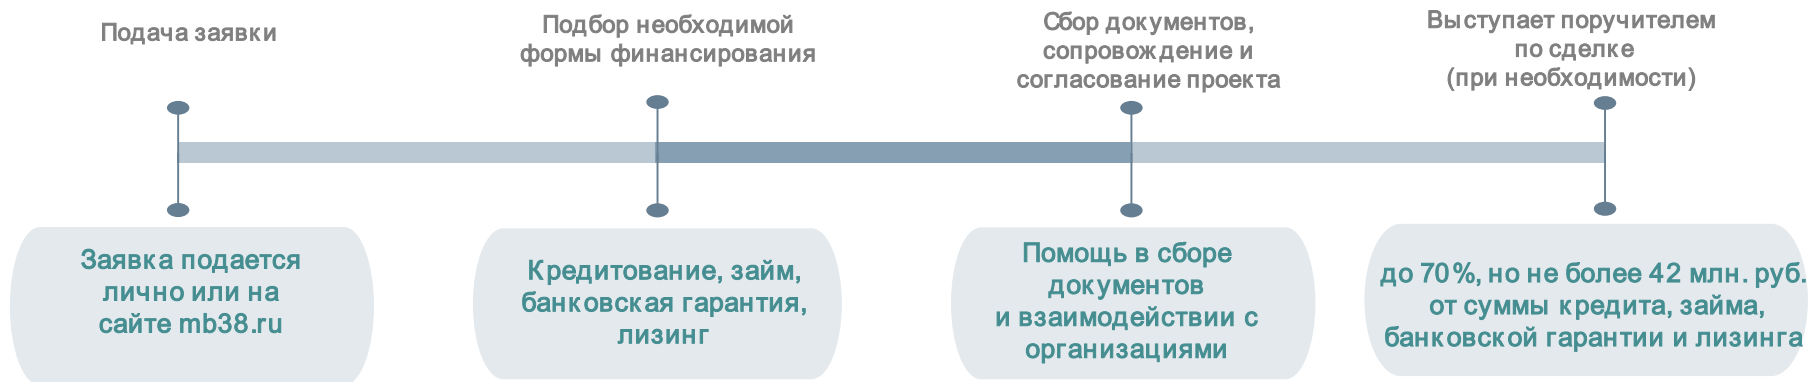 Подача заявки
Подбор необходимой
формы финансирования
Сбор документов,
сопровождение и
согласование проекта
Выступает поручителем
по сделке
(при необходимости)
Заявка подается
лично или на
сайте mb38.ru
Кредитование, займ,
банковская гарантия,
лизинг
Помощь в сборе
документов
и взаимодействии с
организациями
до 70%, но не более 42 млн. руб.
от суммы кредита, займа,
банковской гарантии и лизинга